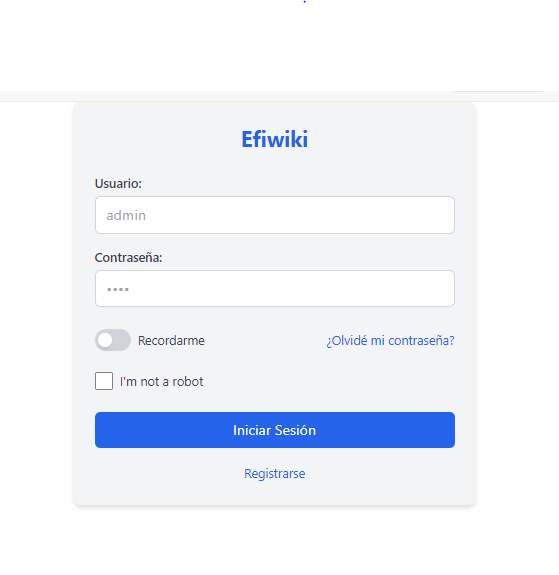 Efiwiki
Usuario:
admin
Contraseña:
••••
Recordarme
¿Olvidé mi contraseña?
I'm not a robot
Iniciar Sesión
Registrarse